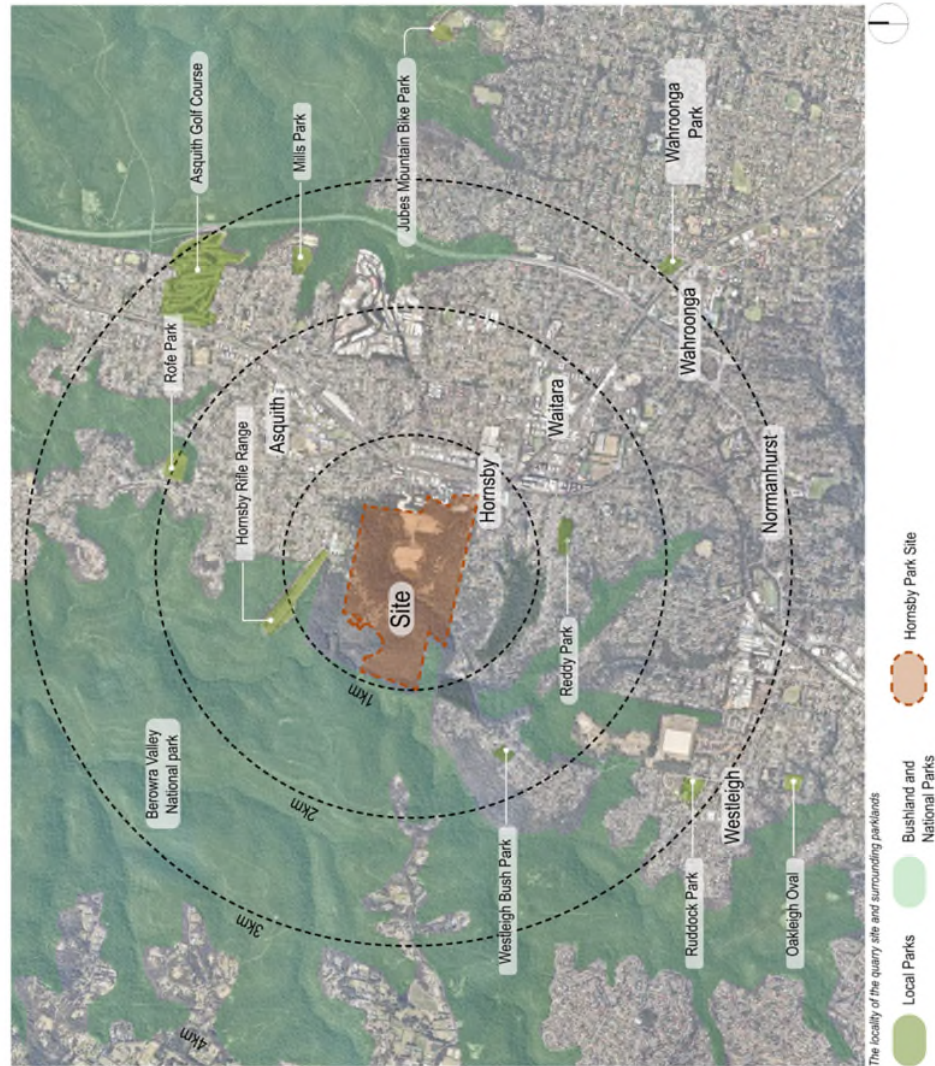 Berowra Valley
National park
Rofe Park
Asquith Golf Course
4km
Hornsby Rifle Range
3km
Asquith
Mills Park
2km
1km
Site
Jubes Mountain Bike Park
Hornsby
Westleigh Bush Park
Waitara
Reddy Park
Wahroonga
Park
Wahroonga
Ruddock Park
Westleigh
Normanhurst
Oakleigh Oval
The locality of the quarry site and surrounding parklands
Local Parks
Bushland and
National Parks
Hornsby Park Site